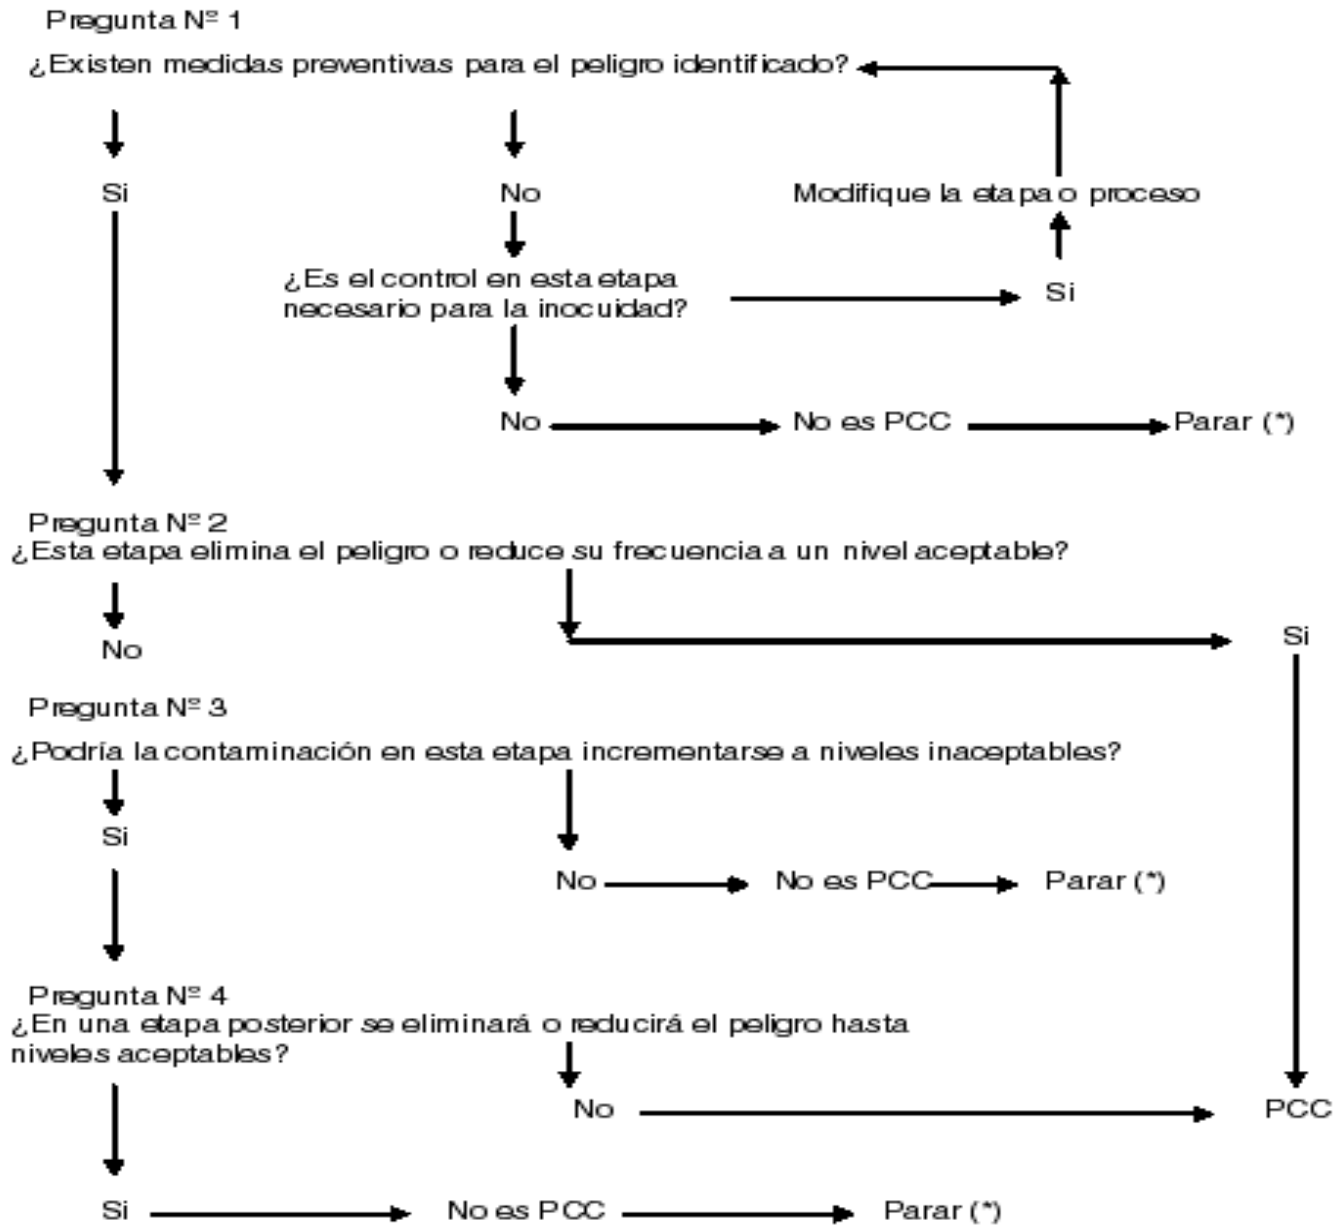 Pregunta Nº 1
¿Existen medidas preventivas para el peligro identificado?
Si
No
Modifique la etapa o proceso
¿Es el control en esta etapa
necesario para la inocuidad?
Si
No
No es PCC
Parar (*)
Pregunta Nº 2
¿Esta etapa elimina el peligro o reduce su frecuencia a un nivel aceptable?
No
Si
Pregunta Nº 3
¿Podría la contaminación en esta etapa incrementarse a niveles inaceptables?
Si
No
No es PCC
Parar (*)
Pregunta Nº 4
¿En una etapa posterior se eliminará o reducirá el peligro hasta
niveles aceptables?
No
PCC
Si
No es PCC
Parar (*)